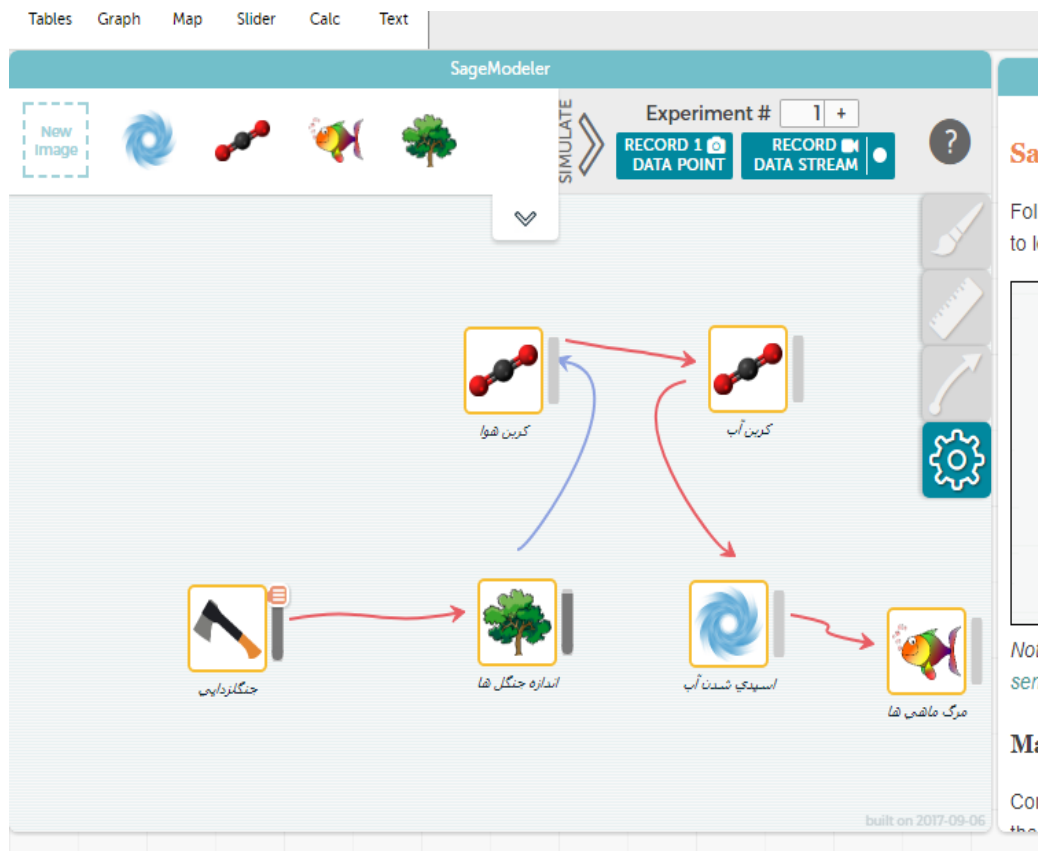 Tables Graph Map Slider Calc Text
SageModeler
New
Image
SIMULATE
Experiment # 1 +
RECORD 1
DATA POINT
RECORD
DATA STREAM
?
Sa
Fol
to l
کربن هوا
کربن آب
جنگلزدایی
اندازه جنگل ها
اسیدي شدن آب
مرگ ماهی ها
Not
ser
Ma
Cor
built on 2017-09-06